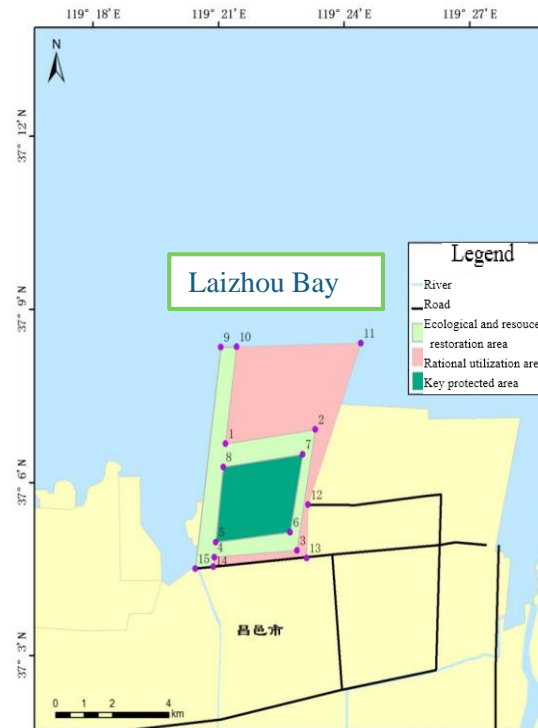 119° 18′ E 119° 21′ E 119° 24′ E 119° 27′ E
N
37° 12′ N
Laizhou Bay
Legend
River
Road
Ecological and resouce
restoration area
Rational utilization area
Key protected area
37° 9′ N
9 10 11
1 2
8 7
37° 6′ N
12
5 6
4 3
15 14 13
昌邑市
37° 3′ N
0 1 2 4
km